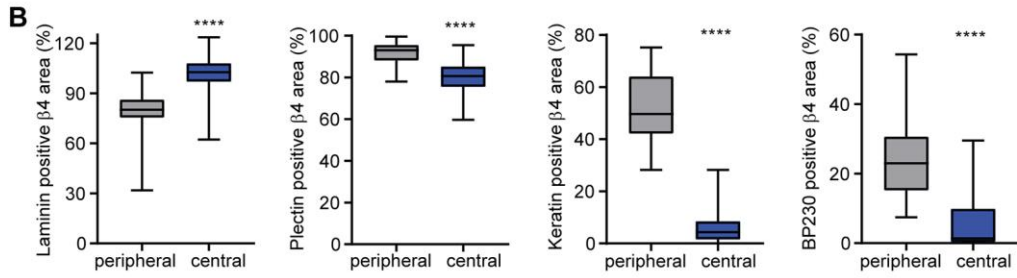 B
Laminin positive β4 area (%)
120
90
60
30
0
****
peripheral central
Plectin positive β4 area (%)
100
80
60
40
20
0
****
peripheral central
Keratin positive β4 area (%)
80
60
40
20
0
****
peripheral central
BP230 positive β4 area (%)
60
40
20
0
****
peripheral central